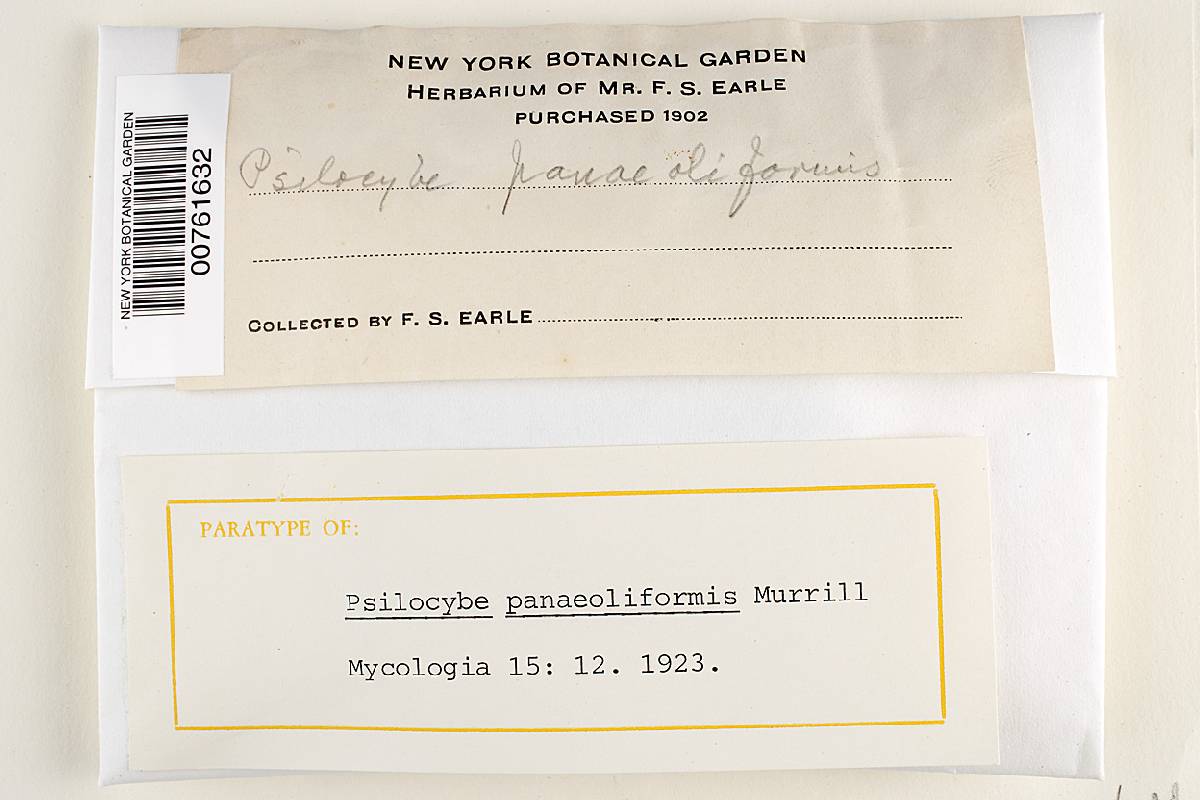 NEW YORK BOTANICAL GARDEN
HERBARIUM OF MR. F. S. EARLE
PURCHASED 1902
Psilocybe panaeoliformis
COLLECTED BY F. S. EARLE
NEW YORK BOTANICAL GARDEN
00761632
PARATYPE OF:
Psilocybe panaeoliformis Murrill
Mycologia 15: 12. 1923.